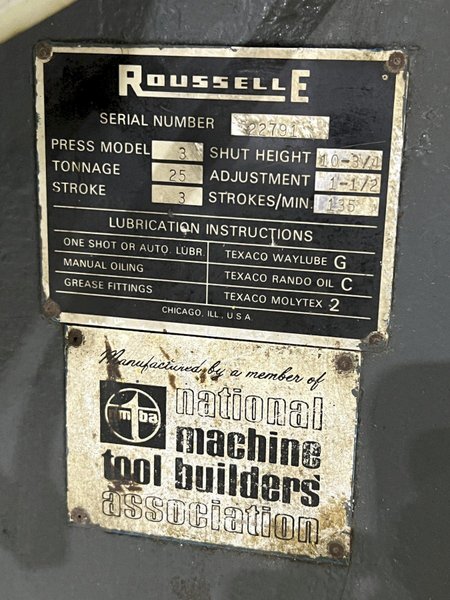 ROUSSELLE
SERIAL NUMBER 22791
PRESS MODEL 3 SHUT HEIGHT 10-3/4
TONNAGE 25 ADJUSTMENT 1-1/2
STROKE 3 STROKES/MIN. 135
LUBRICATION INSTRUCTIONS
ONE SHOT OR AUTO. LUBR TEXACO WAYLUBE G
MANUAL OILING TEXACO RANDO OIL C
GREASE FITTINGS TEXACO MOLYTEX 2
CHICAGO, ILL., U.S.A.
Manufactured by a member of
nmtba
national
machine
tool builders'
association